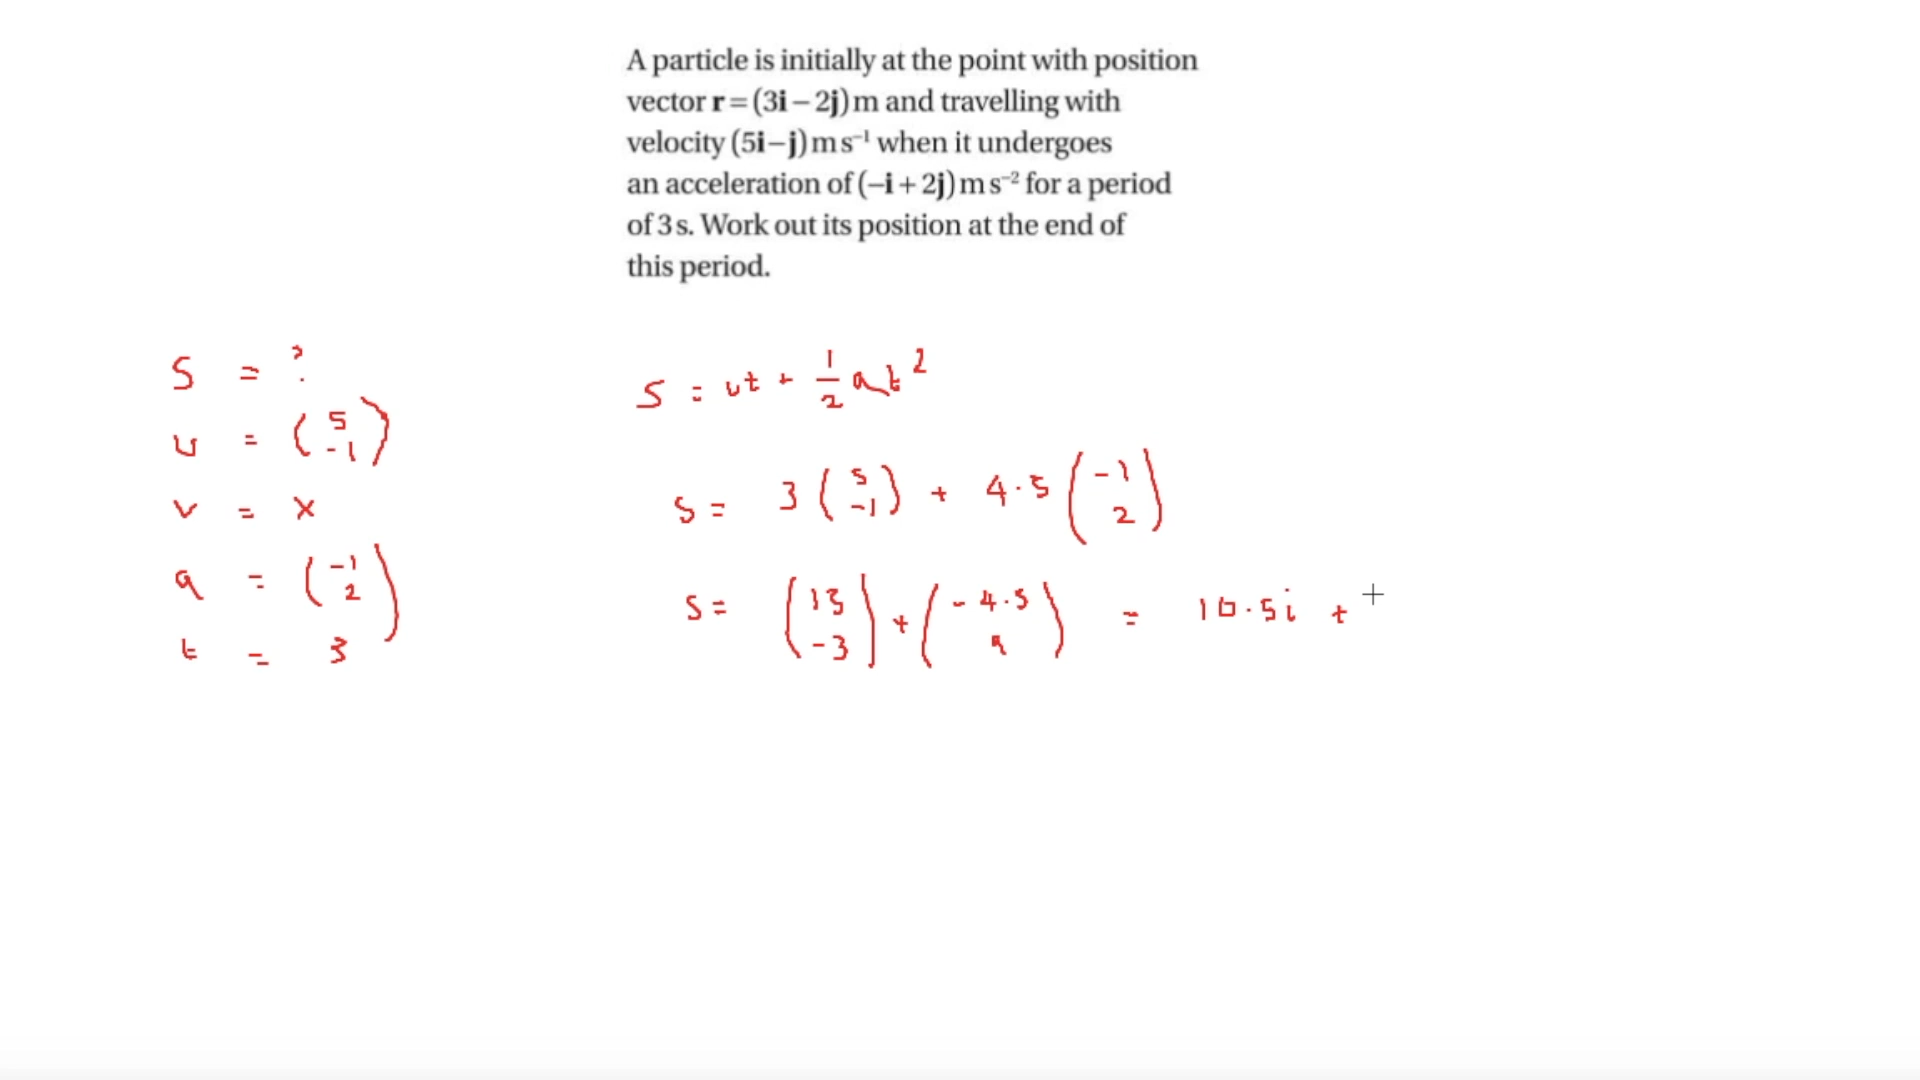 A particle is initially at the point with position
vector r = (3i – 2j) m and travelling with
velocity (5i–j) m s⁻¹ when it undergoes
an acceleration of (–i + 2j) m s⁻² for a period
of 3 s. Work out its position at the end of
this period.
S = ?
u = (5 -1)
v = x
a = (-1 2)
t = 3
S = ut + 1/2 at²
S = 3 (5 -1) + 4.5 (-1 2)
S = (15 -3) + (-4.5 9) = 10.5i +